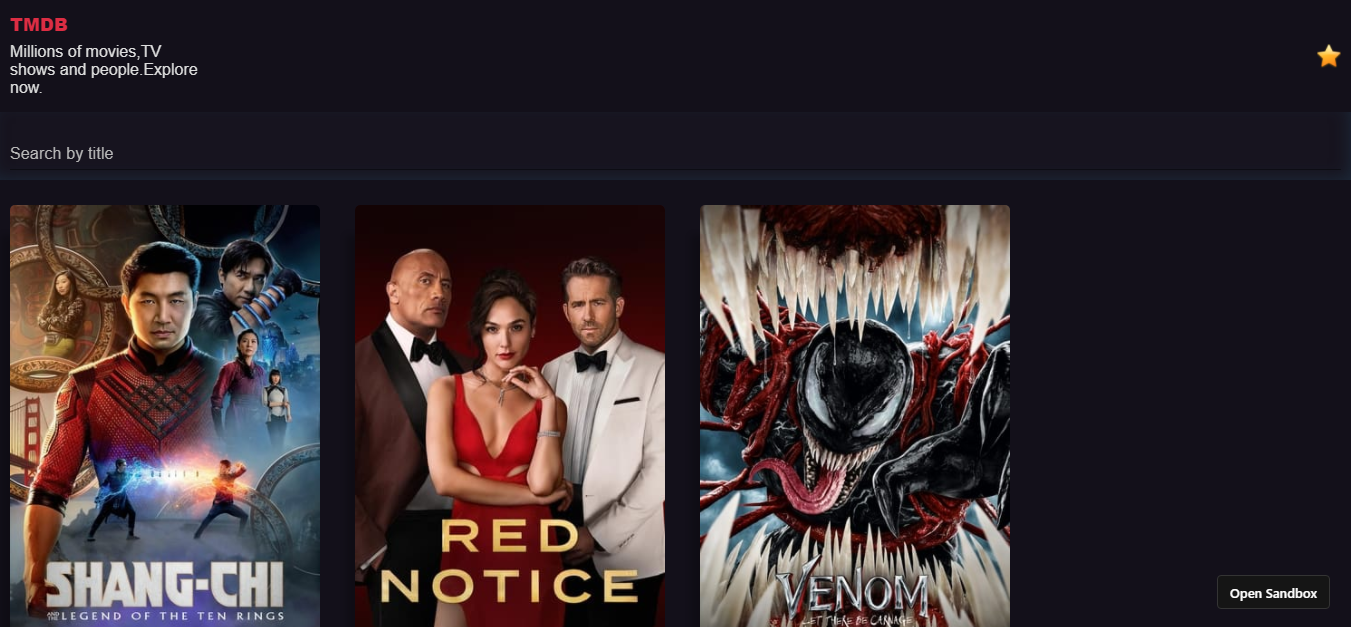 TMDB
Millions of movies,TV
shows and people.Explore
now.
Search by title
SHANG-CHI
AND THE LEGEND OF THE TEN RINGS
RED
NOTICE
VENOM
LET THERE BE CARNAGE
Open Sandbox